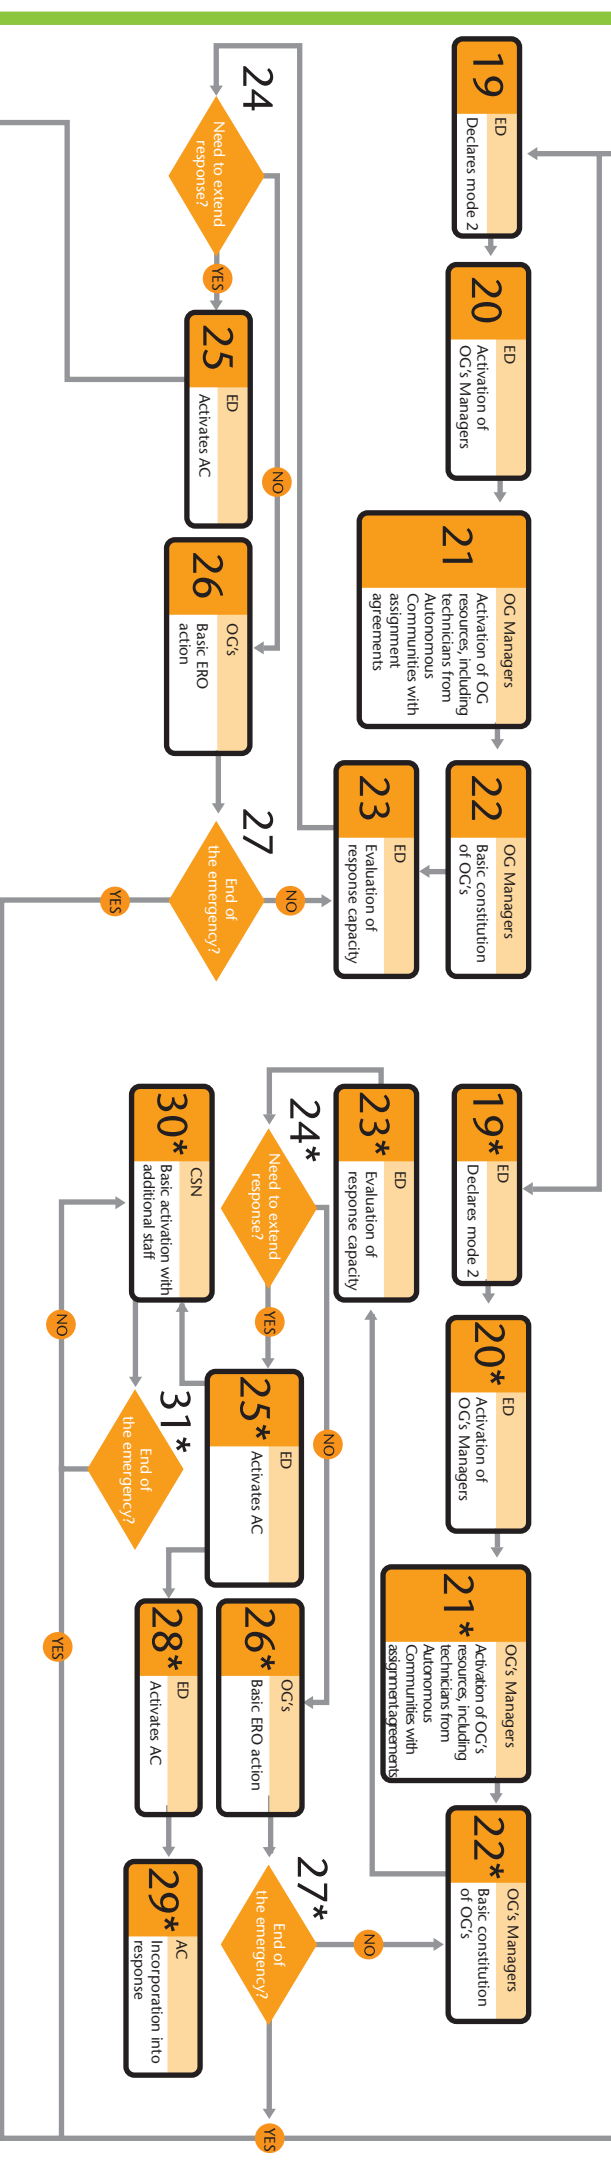 19
ED
Declares mode 2
20
ED
Activation of
OG's Managers
21
OG Managers
Activation of OG
resources, including
technicians from
Autonomous
Communities with
assignment
agreements
22
OG Managers
Basic constitution
of OG's
23
ED
Evaluation of
response capacity
24
Need to extend
response?
YES
NO
25
ED
Activates AC
26
OG's
Basic ERO
action
27
End of
the emergency?
NO
YES
19*
ED
Declares mode 2
20*
ED
Activation of
OG's Managers
21*
OG's Managers
Activation of OG's
resources, including
technicians from
Autonomous
Communities with
assignment agreements
22*
OG's Managers
Basic constitution
of OG's
23*
ED
Evaluation of
response capacity
24*
Need to extend
response?
YES
NO
25*
ED
Activates AC
26*
OG's
Basic ERO action
27*
End of
the emergency?
NO
YES
28*
ED
Activates AC
29*
AC
Incorporation into
response
30*
CSN
Basic activation with
additional staff
31*
End of
the emergency?
NO
YES